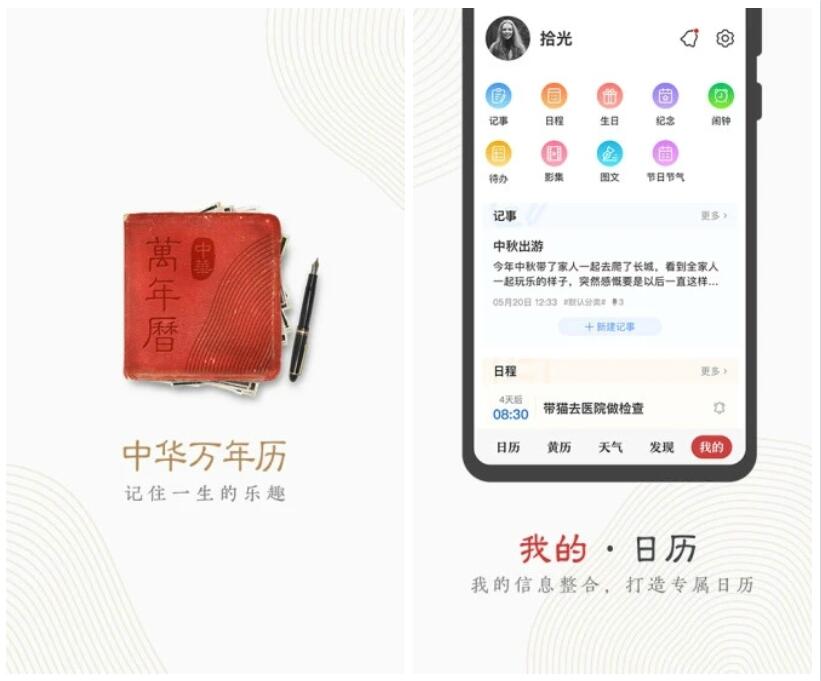 萬年曆
中華
中华万年历
记住一生的乐趣
拾光
记事 日程 生日 纪念 闹钟
待办 影集 图文 节日节气
记事 更多 >
中秋出游
今年中秋带了家人一起去爬了长城，看到全家人
一起玩乐的样子，突然感慨要是以后一直这样...
05月20日 12:33 #默认分类# 3
+ 新建记事
日程 更多 >
4天后
08:30 带猫去医院做检查
日历 黄历 天气 发现 我的
我的·日历
我的信息整合，打造专属日历